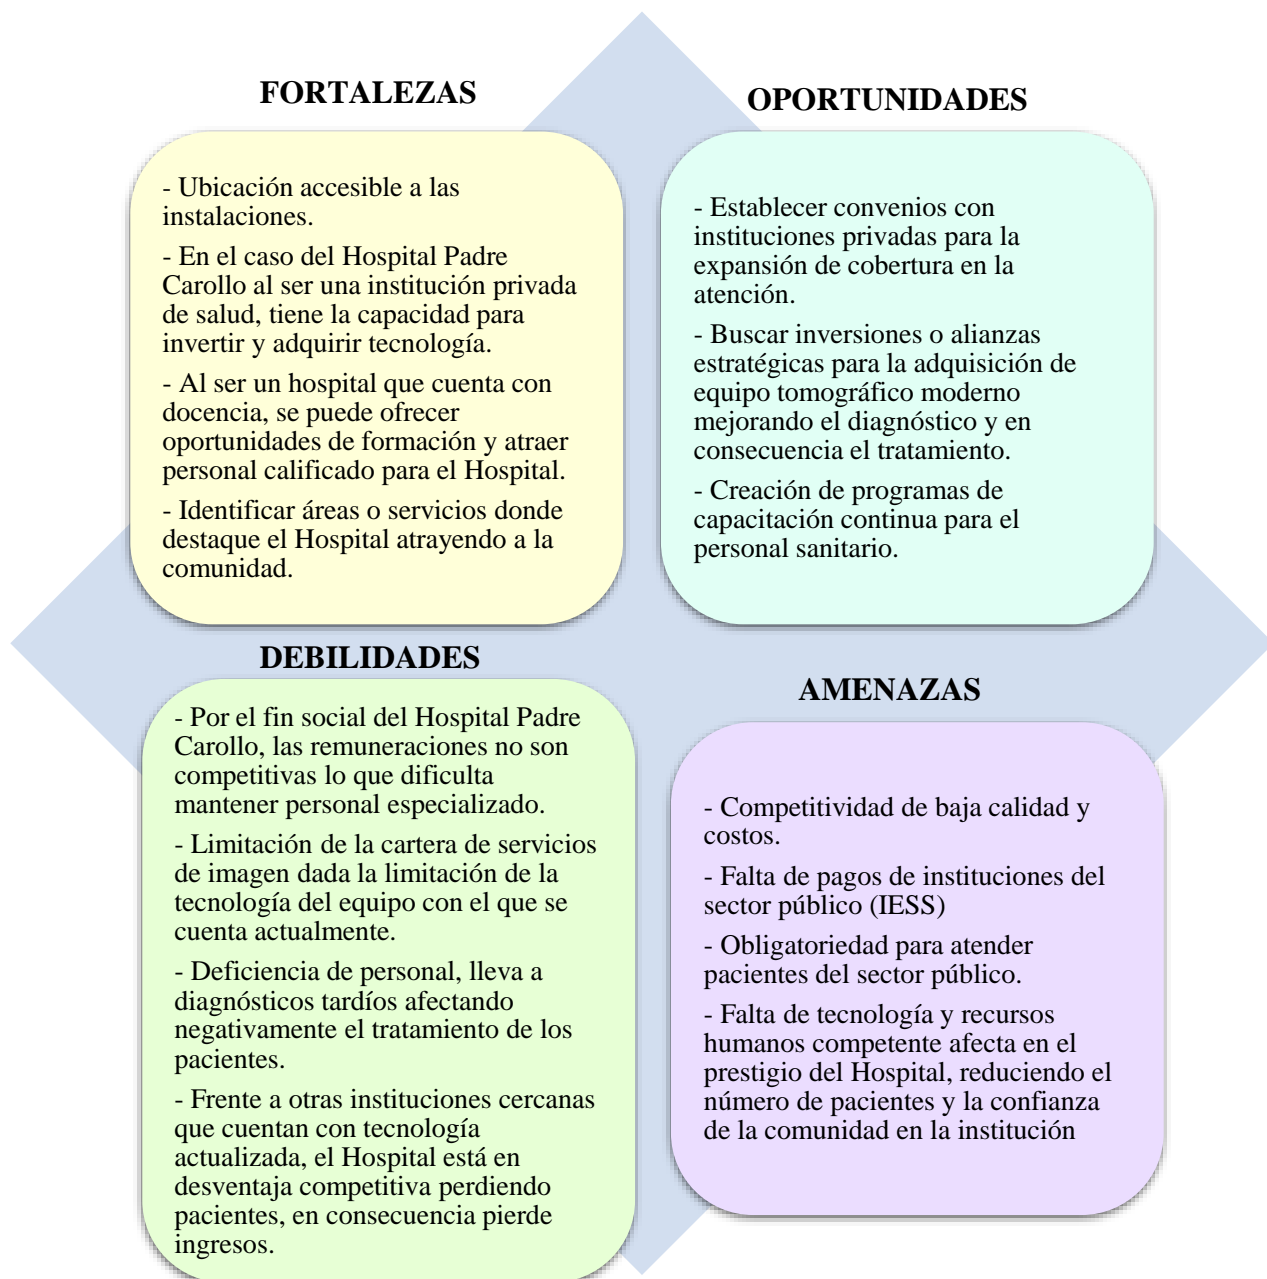 FORTALEZAS
- Ubicación accesible a las
instalaciones.
- En el caso del Hospital Padre
Carollo al ser una institución privada
de salud, tiene la capacidad para
invertir y adquirir tecnología.
- Al ser un hospital que cuenta con
docencia, se puede ofrecer
oportunidades de formación y atraer
personal calificado para el Hospital.
- Identificar áreas o servicios donde
destaque el Hospital atrayendo a la
comunidad.
OPORTUNIDADES
- Establecer convenios con
instituciones privadas para la
expansión de cobertura en la
atención.
- Buscar inversiones o alianzas
estratégicas para la adquisición de
equipo tomográfico moderno
mejorando el diagnóstico y en
consecuencia el tratamiento.
- Creación de programas de
capacitación continua para el
personal sanitario.
DEBILIDADES
- Por el fin social del Hospital Padre
Carollo, las remuneraciones no son
competitivas lo que dificulta
mantener personal especializado.
- Limitación de la cartera de servicios
de imagen dada la limitación de la
tecnología del equipo con el que se
cuenta actualmente.
- Deficiencia de personal, lleva a
diagnósticos tardíos afectando
negativamente el tratamiento de los
pacientes.
- Frente a otras instituciones cercanas
que cuentan con tecnología
actualizada, el Hospital está en
desventaja competitiva perdiendo
pacientes, en consecuencia pierde
ingresos.
AMENAZAS
- Competitividad de baja calidad y
costos.
- Falta de pagos de instituciones del
sector público (IESS)
- Obligatoriedad para atender
pacientes del sector público.
- Falta de tecnología y recursos
humanos competente afecta en el
prestigio del Hospital, reduciendo el
número de pacientes y la confianza
de la comunidad en la institución